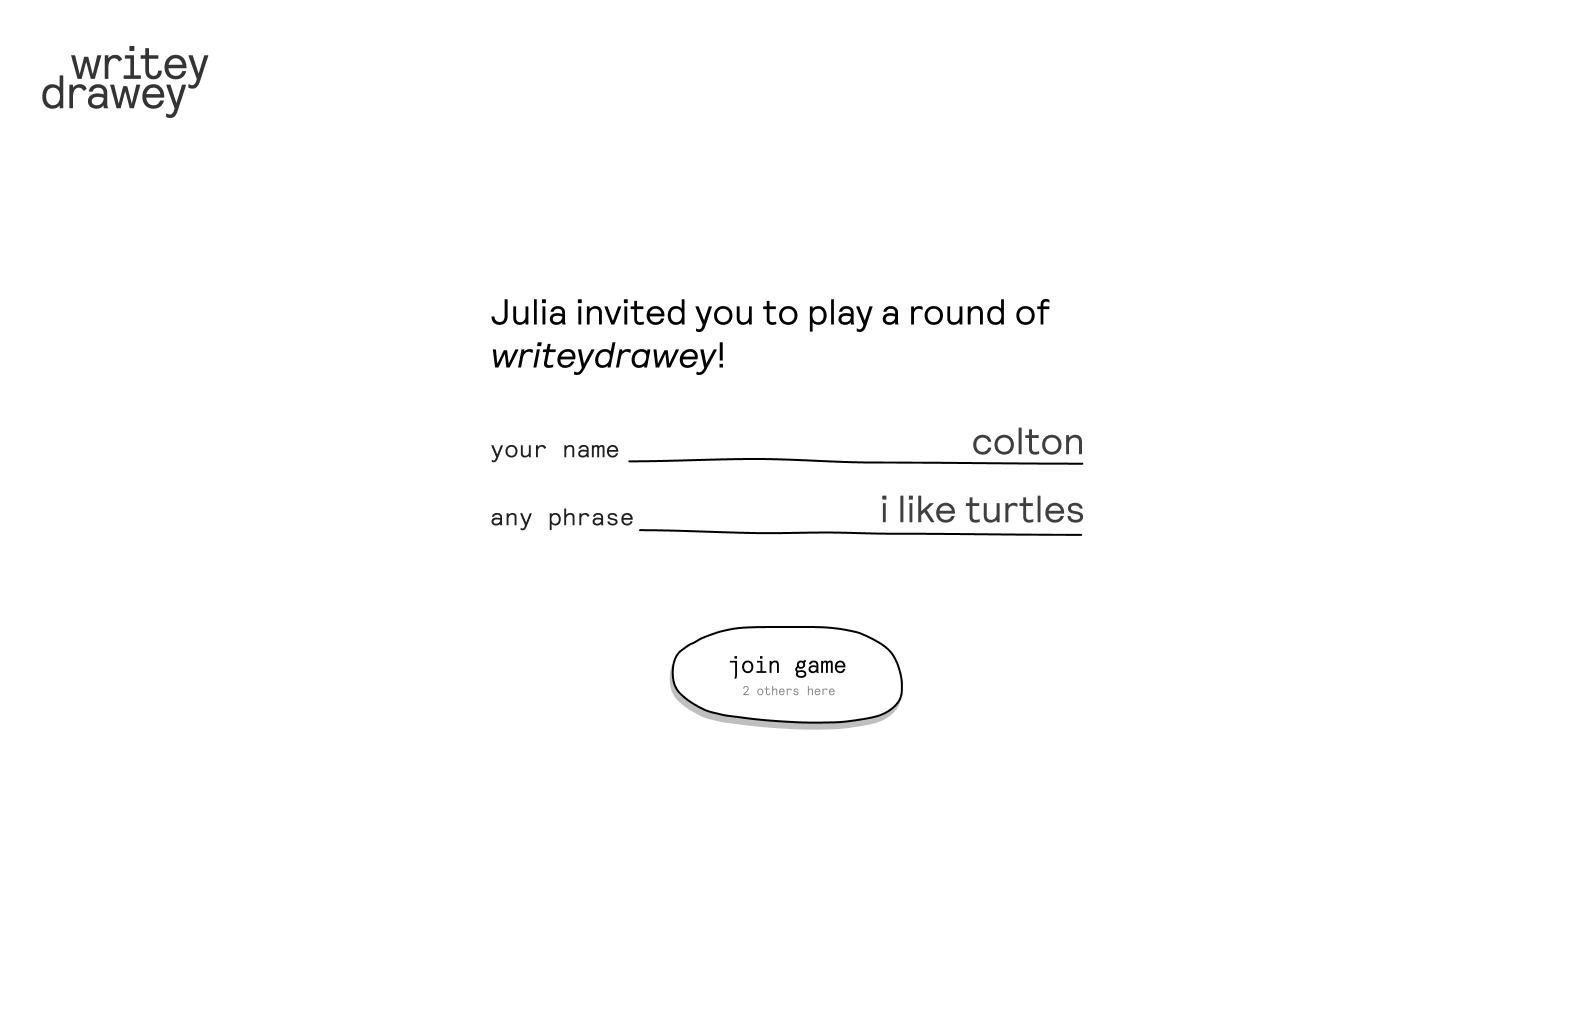 writey
drawey
Julia invited you to play a round of
writeydrawey!
your name colton
any phrase i like turtles
join game
2 others here